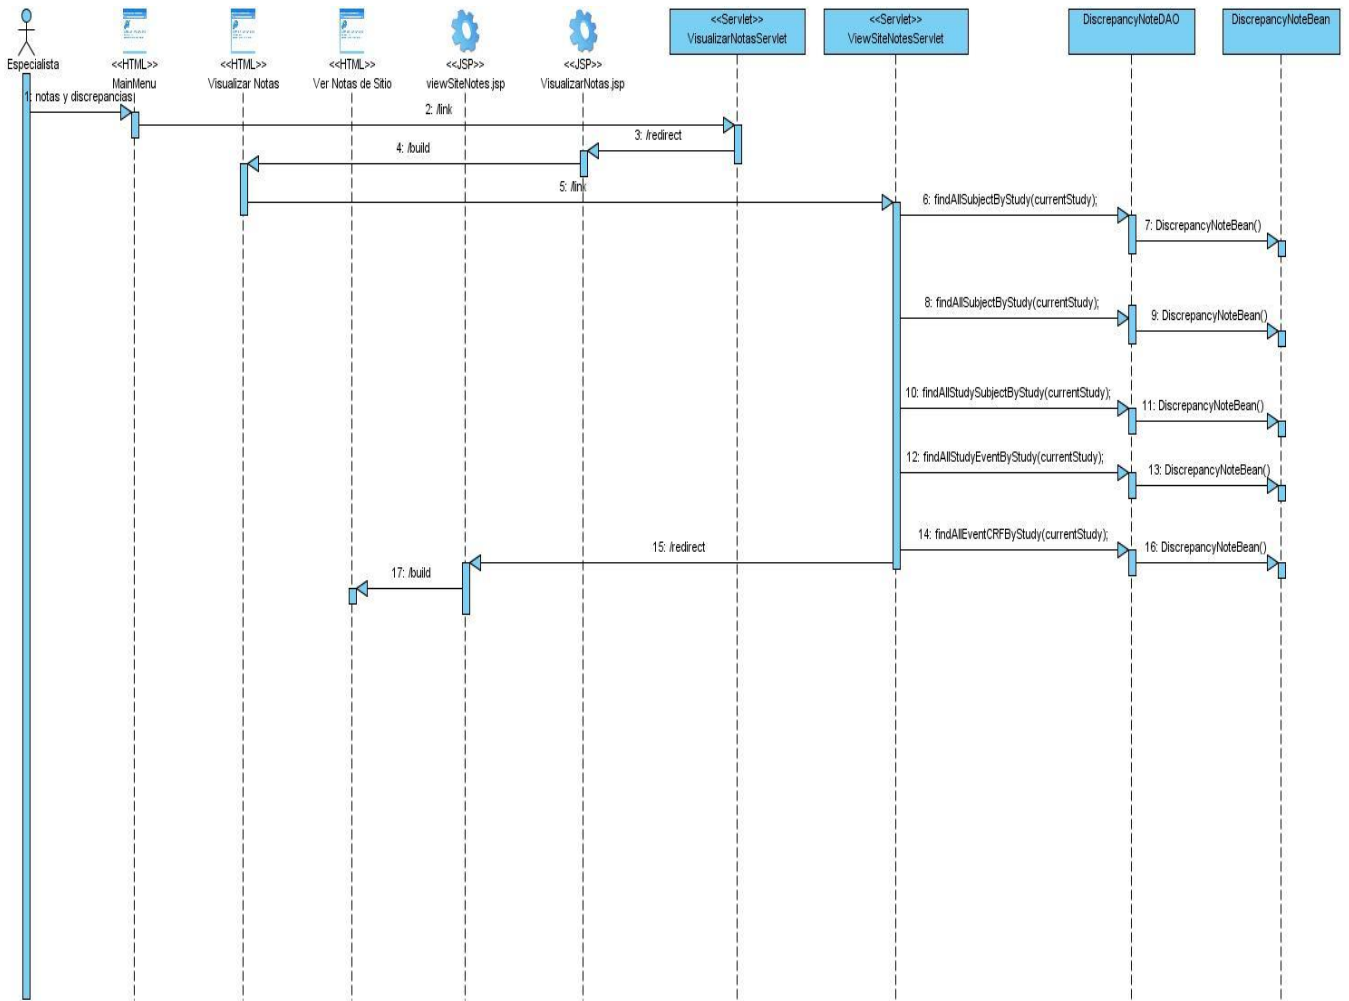 <<Servlet>>
VisualizarNotasServlet
<<Servlet>>
ViewSiteNotesServlet
DiscrepancyNoteDAO
DiscrepancyNoteBean
Especialista
<<HTML>>
MainMenu
<<HTML>>
Visualizar Notas
<<HTML>>
Ver Notas de Sitio
<<JSP>>
viewSiteNotes.jsp
<<JSP>>
VisualizarNotas.jsp
1: notas y discrepancias
2: /link
3: /redirect
4: /build
5: /link
6: findAllSubjectByStudy(currentStudy);
7: DiscrepancyNoteBean()
8: findAllSubjectByStudy(currentStudy);
9: DiscrepancyNoteBean()
10: findAllStudySubjectByStudy(currentStudy);
11: DiscrepancyNoteBean()
12: findAllStudyEventByStudy(currentStudy);
13: DiscrepancyNoteBean()
14: findAllEventCRFByStudy(currentStudy);
15: /redirect
16: DiscrepancyNoteBean()
17: /build